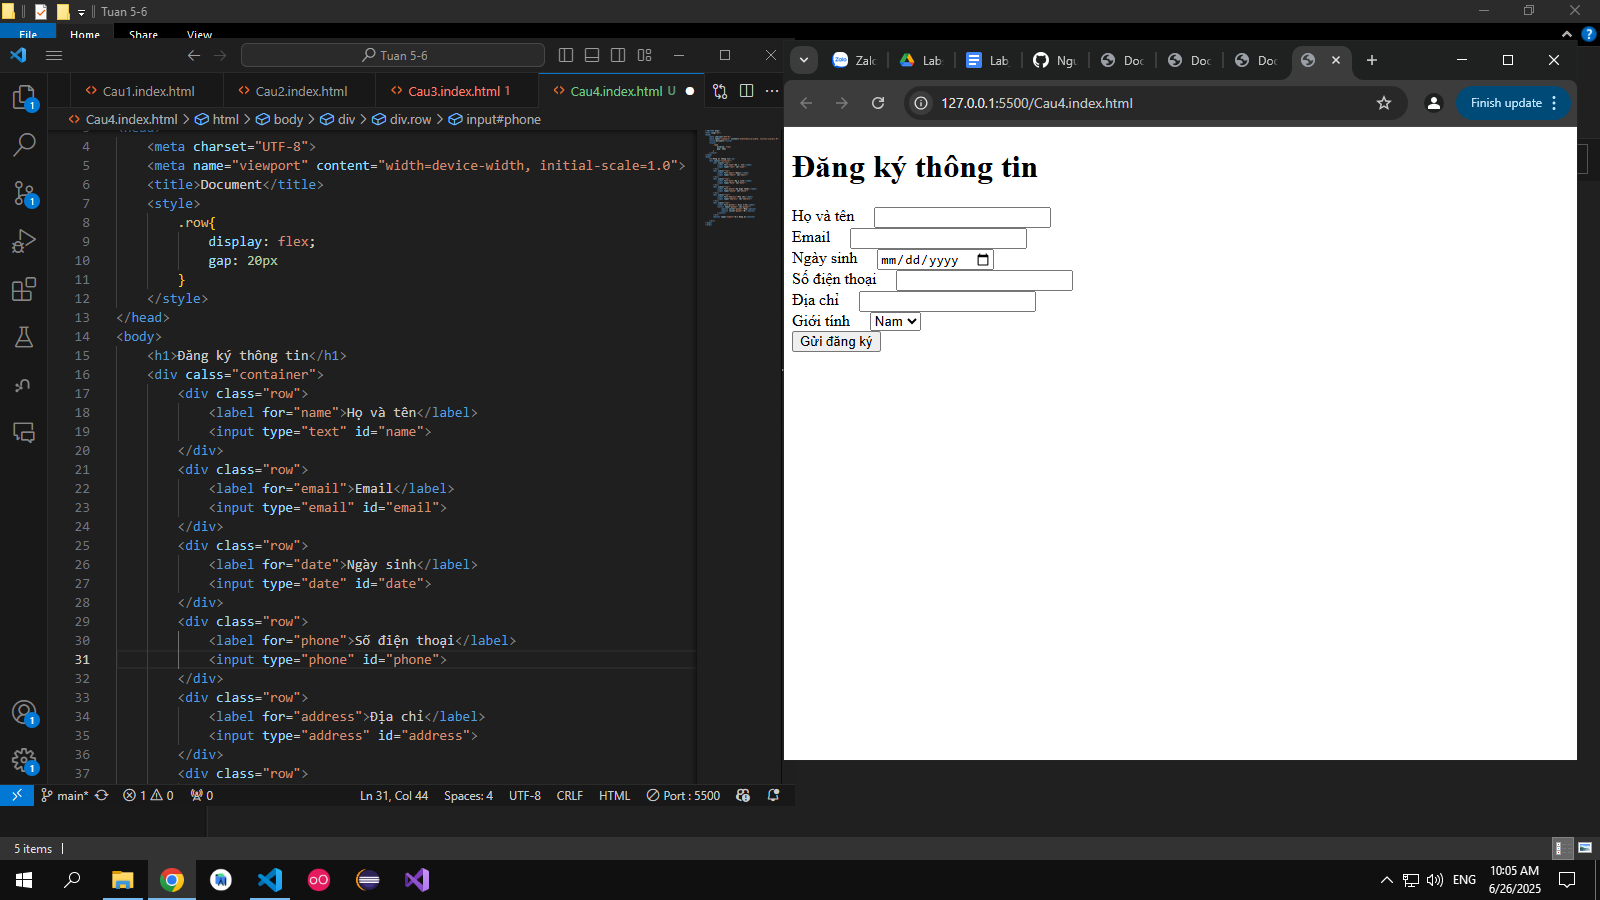 Tuan 5-6
File Home Share View
Tuan 5-6
Cau1.index.html Cau2.index.html Cau3.index.html 1 Cau4.index.html U
Cau4.index.html > html > body > div > div.row > input#phone
4 <meta charset="UTF-8">
5 <meta name="viewport" content="width=device-width, initial-scale=1.0">
6 <title>Document</title>
7 <style>
8 .row{
9 display: flex;
10 gap: 20px
11 }
12 </style>
13 </head>
14 <body>
15 <h1>Đăng ký thông tin</h1>
16 <div calss="container">
17 <div class="row">
18 <label for="name">Họ và tên</label>
19 <input type="text" id="name">
20 </div>
21 <div class="row">
22 <label for="email">Email</label>
23 <input type="email" id="email">
24 </div>
25 <div class="row">
26 <label for="date">Ngày sinh</label>
27 <input type="date" id="date">
28 </div>
29 <div class="row">
30 <label for="phone">Số điện thoại</label>
31 <input type="phone" id="phone">
32 </div>
33 <div class="row">
34 <label for="address">Địa chỉ</label>
35 <input type="address" id="address">
36 </div>
37 <div class="row">
1
1
1
1
main* 1 0 0 Ln 31, Col 44 Spaces: 4 UTF-8 CRLF HTML Port : 5500
Zalo Lab Lab Ngu Doc Doc Doc
127.0.0.1:5500/Cau4.index.html Finish update
Đăng ký thông tin
Họ và tên
Email
Ngày sinh mm/dd/yyyy
Số điện thoại
Địa chỉ
Giới tính Nam
Gửi đăng ký
5 items
ENG 10:05 AM
6/26/2025